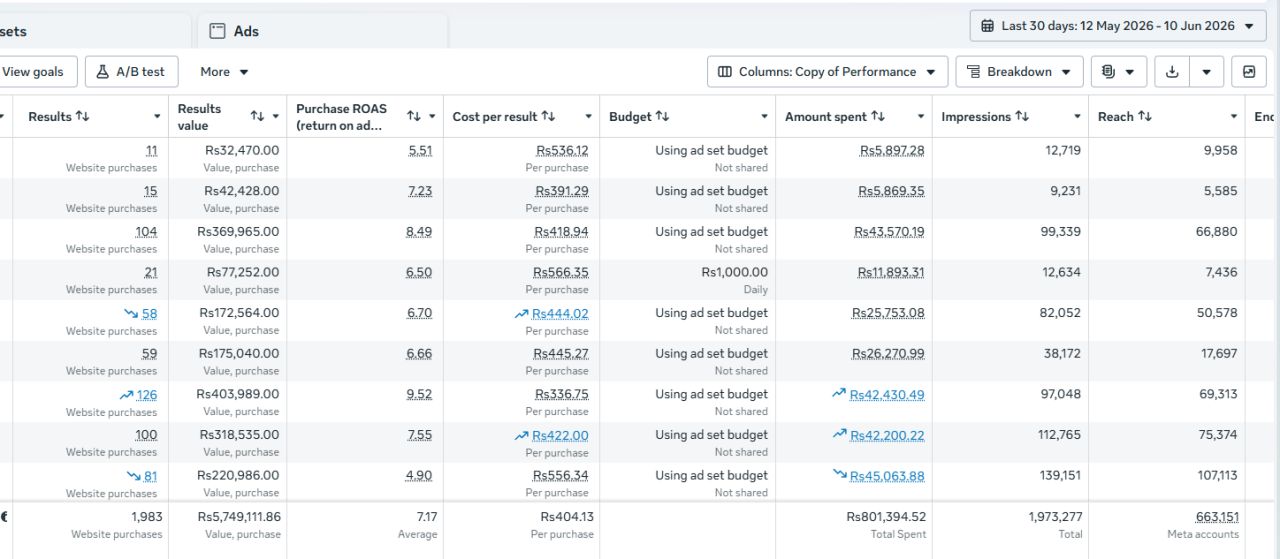 sets
Ads
Last 30 days: 12 May 2026 - 10 Jun 2026
View goals
A/B test
More
Columns: Copy of Performance
Breakdown
Results
Results value
Purchase ROAS (return on ad...
Cost per result
Budget
Amount spent
Impressions
Reach
Enc
11 Rs32,470.00 5.51 Rs536.12 Using ad set budget Rs5,897.28 12,719 9,958
Website purchases Value, purchase Per purchase Not shared
15 Rs42,428.00 7.23 Rs391.29 Using ad set budget Rs5,869.35 9,231 5,585
Website purchases Value, purchase Per purchase Not shared
104 Rs369,965.00 8.49 Rs418.94 Using ad set budget Rs43,570.19 99,339 66,880
Website purchases Value, purchase Per purchase Not shared
21 Rs77,252.00 6.50 Rs566.35 Rs1,000.00 Rs11,893.31 12,634 7,436
Website purchases Value, purchase Per purchase Daily
58 Rs172,564.00 6.70 Rs444.02 Using ad set budget Rs25,753.08 82,052 50,578
Website purchases Value, purchase Per purchase Not shared
59 Rs175,040.00 6.66 Rs445.27 Using ad set budget Rs26,270.99 38,172 17,697
Website purchases Value, purchase Per purchase Not shared
126 Rs403,989.00 9.52 Rs336.75 Using ad set budget Rs42,430.49 97,048 69,313
Website purchases Value, purchase Per purchase Not shared
100 Rs318,535.00 7.55 Rs422.00 Using ad set budget Rs42,200.22 112,765 75,374
Website purchases Value, purchase Per purchase Not shared
81 Rs220,986.00 4.90 Rs556.34 Using ad set budget Rs45,063.88 139,151 107,113
Website purchases Value, purchase Per purchase Not shared
1,983 Rs5,749,111.86 7.17 Rs404.13 Rs801,394.52 1,973,277 663,151
Website purchases Value, purchase Average Per purchase Total Spent Total Meta accounts